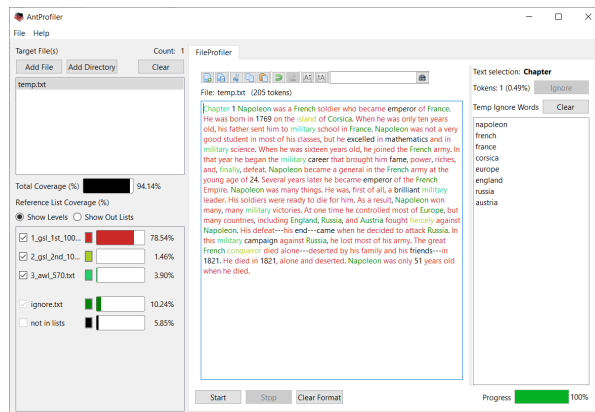 AntProfiler
File Help
Target File(s) Count: 1
Add File Add Directory Clear
temp.txt
Total Coverage (%) 94.14%
Reference List Coverage (%)
Show Levels Show Out Lists
1_gsl_1st_100... 78.54%
2_gsl_2nd_10... 1.46%
3_awl_570.txt 3.90%
ignore.txt 10.24%
not in lists 5.85%
FileProfiler
File: temp.txt (205 tokens)
Chapter 1 Napoleon was a French soldier who became emperor of France.
He was born in 1769 on the island of Corsica. When he was only ten years
old, his father sent him to military school in France. Napoleon was not a very
good student in most of his classes, but he excelled in mathematics and in
military science. When he was sixteen years old, he joined the French army. In
that year he began the military career that brought him fame, power, riches,
and, finally, defeat. Napoleon became a general in the French army at the
young age of 24. Several years later he became emperor of the French
Empire. Napoleon was many things. He was, first of all, a brilliant military
leader. His soldiers were ready to die for him. As a result, Napoleon won
many, many military victories. At one time he controlled most of Europe, but
many countries, including England, Russia, and Austria fought fiercely against
Napoleon. His defeat---his end---came when he decided to attack Russia. In
this military campaign against Russia, he lost most of his army. The great
French conqueror died alone---deserted by his family and his friends---in
1821. He died in 1821, alone and deserted. Napoleon was only 51 years old
when he died.
Start Stop Clear Format
Text selection: Chapter
Tokens: 1 (0.49%) Ignore
Temp Ignore Words Clear
napoleon
french
france
corsica
europe
england
russia
austria
Progress 100%